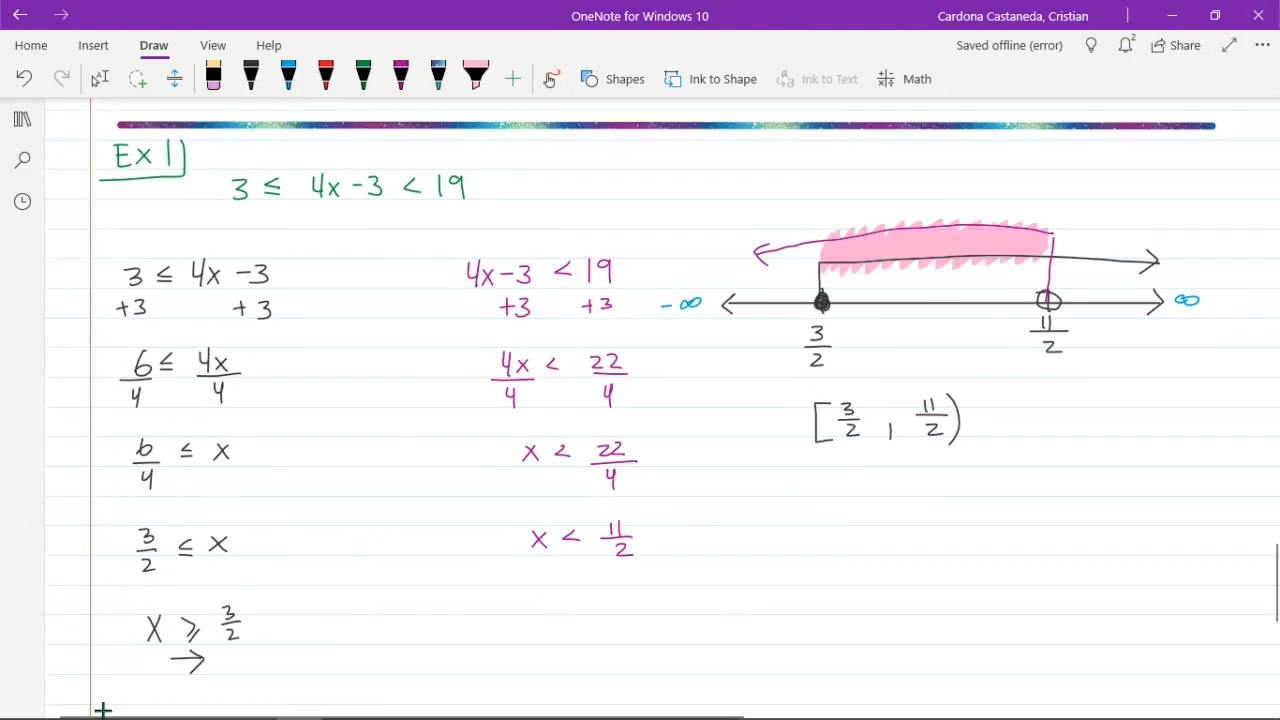 OneNote for Windows 10
Cardona Castaneda, Cristian
Home Insert Draw View Help
Saved offline (error)
Share
Shapes
Ink to Shape
Ink to Text
Math
Ex 1
3 ≤ 4x - 3 < 19
3 ≤ 4x - 3
+3 +3
6/4 ≤ 4x/4
6/4 ≤ x
3/2 ≤ x
x ≥ 3/2
→
4x - 3 < 19
+3 +3
4x/4 < 22/4
x < 22/4
x < 11/2
-∞ ∞
3/2 11/2
[3/2, 11/2)